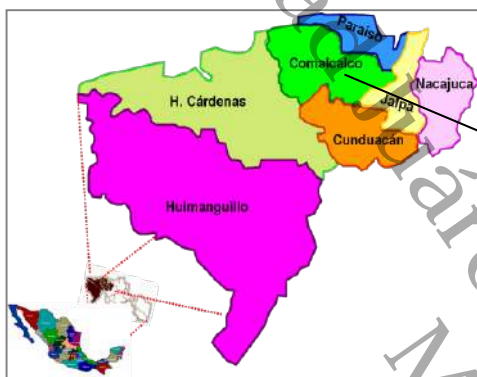 Paraíso
Comalcalco
Nacajuca
H. Cárdenas
Jalpa
Cunduacán
Huimanguillo